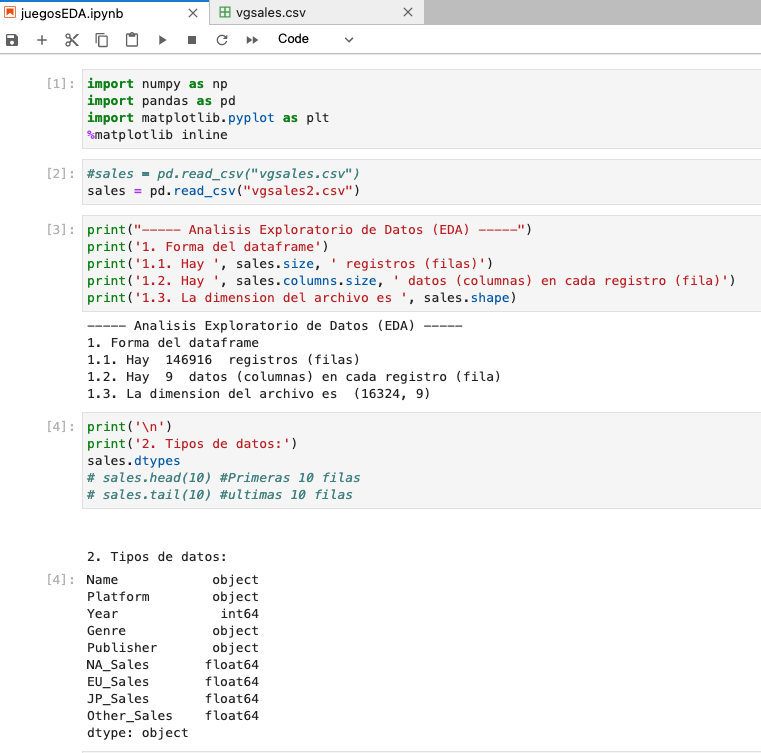 juegosEDA.ipynb
vgsales.csv
Code
[1]:
import numpy as np
import pandas as pd
import matplotlib.pyplot as plt
%matplotlib inline
[2]:
#sales = pd.read_csv("vgsales.csv")
sales = pd.read_csv("vgsales2.csv")
[3]:
print("----- Analisis Exploratorio de Datos (EDA) -----")
print('1. Forma del dataframe')
print('1.1. Hay ', sales.size, ' registros (filas)')
print('1.2. Hay ', sales.columns.size, ' datos (columnas) en cada registro (fila)')
print('1.3. La dimension del archivo es ', sales.shape)
----- Analisis Exploratorio de Datos (EDA) -----
1. Forma del dataframe
1.1. Hay  146916  registros (filas)
1.2. Hay  9  datos (columnas) en cada registro (fila)
1.3. La dimension del archivo es  (16324, 9)
[4]:
print('\n')
print('2. Tipos de datos:')
sales.dtypes
# sales.head(10) #Primeras 10 filas
# sales.tail(10) #ultimas 10 filas
2. Tipos de datos:
[4]:
Name            object
Platform        object
Year             int64
Genre           object
Publisher       object
NA_Sales       float64
EU_Sales       float64
JP_Sales       float64
Other_Sales    float64
dtype: object